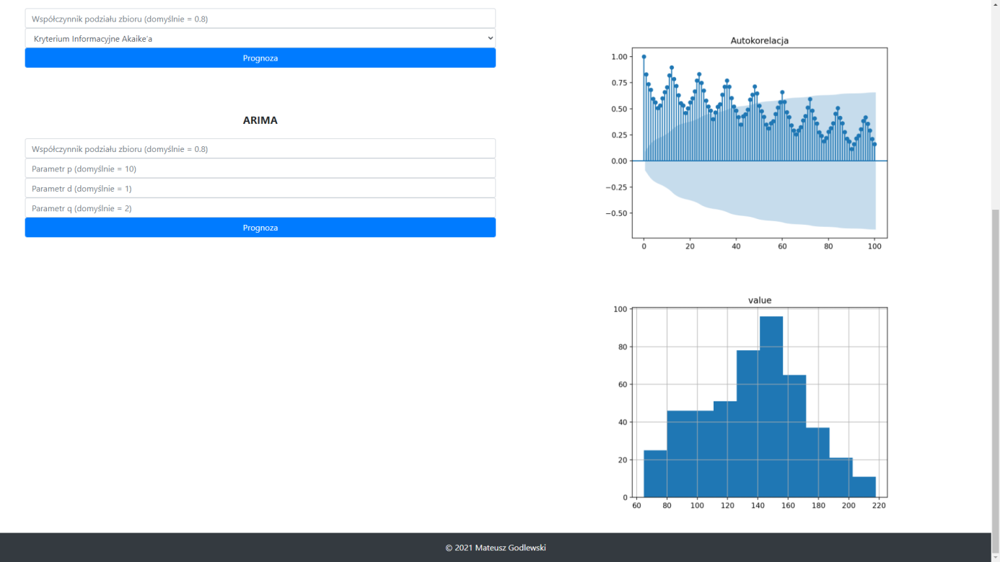 Współczynnik podziału zbioru (domyślnie = 0.8)
Kryterium Informacyjne Akaike'a
Prognoza
ARIMA
Współczynnik podziału zbioru (domyślnie = 0.8)
Parametr p (domyślnie = 10)
Parametr d (domyślnie = 1)
Parametr q (domyślnie = 2)
Prognoza
Autokorelacja
1.00
0.75
0.50
0.25
0.00
−0.25
−0.50
0 20 40 60 80 100
value
100
80
60
40
20
0
60 80 100 120 140 160 180 200 220
© 2021 Mateusz Godlewski